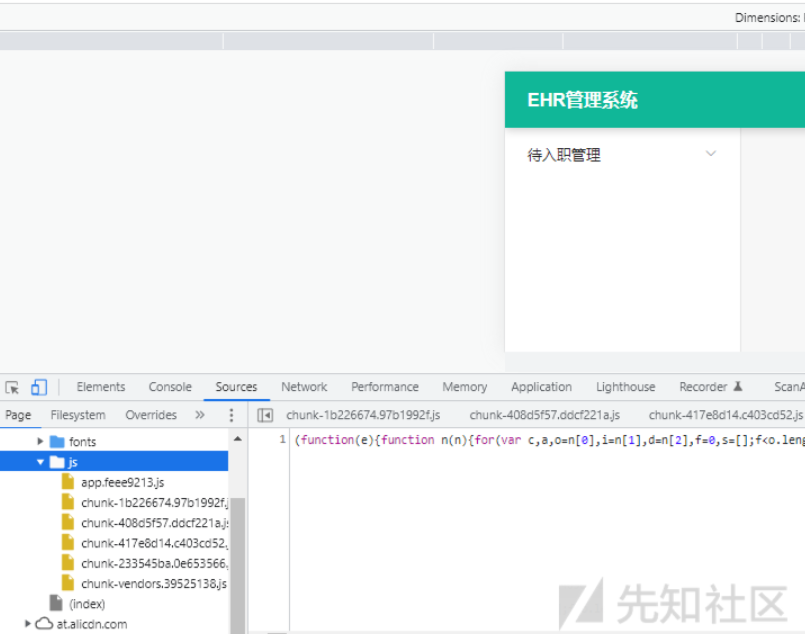 Dimensions:
EHR管理系统
待入职管理
Elements Console Sources Network Performance Memory Application Lighthouse Recorder ScanA
Page Filesystem Overrides » chunk-1b226674.97b1992f.js chunk-408d5f57.ddcf221a.js chunk-417e8d14.c403cd52.js
fonts
js
app.feee9213.js
chunk-1b226674.97b1992f.j
chunk-408d5f57.ddcf221a.js
chunk-417e8d14.c403cd52.
chunk-233545ba.0e653566.
chunk-vendors.39525138.js
(index)
at.alicdn.com
1 (function(e){function n(n){for(var c,a,o=n[0],i=n[1],d=n[2],f=0,s=[];f<o.leng
先知社区